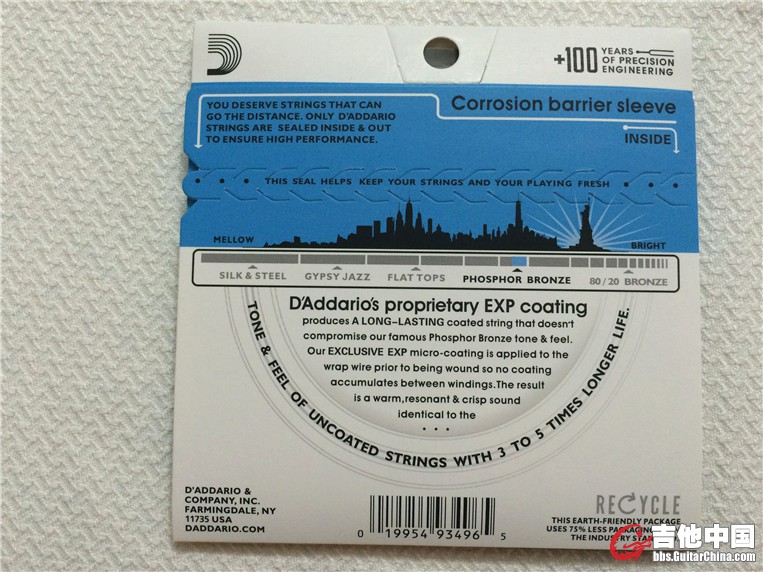 +100 YEARS
OF PRECISION
ENGINEERING
YOU DESERVE STRINGS THAT CAN
GO THE DISTANCE. ONLY D'ADDARIO
STRINGS ARE SEALED INSIDE & OUT
TO ENSURE HIGH PERFORMANCE.
Corrosion barrier sleeve
INSIDE
THIS SEAL HELPS KEEP YOUR STRINGS AND YOUR PLAYING FRESH
MELLOW
BRIGHT
SILK & STEEL GYPSY JAZZ FLAT TOPS PHOSPHOR BRONZE 80/20 BRONZE
D'Addario's proprietary EXP coating
produces A LONG-LASTING coated string that doesn't
compromise our famous Phosphor Bronze tone & feel.
Our EXCLUSIVE EXP micro-coating is applied to the
wrap wire prior to being wound so no coating
accumulates between windings.The result
is a warm,resonant & crisp sound
identical to the
. . .
TONE & FEEL OF UNCOATED STRINGS WITH 3 TO 5 TIMES LONGER LIFE.
D'ADDARIO &
COMPANY, INC.
FARMINGDALE, NY
11735 USA
DADDARIO.COM
0 19954 93496 5
RECYCLE
THIS EARTH-FRIENDLY PACKAGE
USES 75% LESS
THE INDUSTRY
吉他中国
bbs.GuitarChina.com